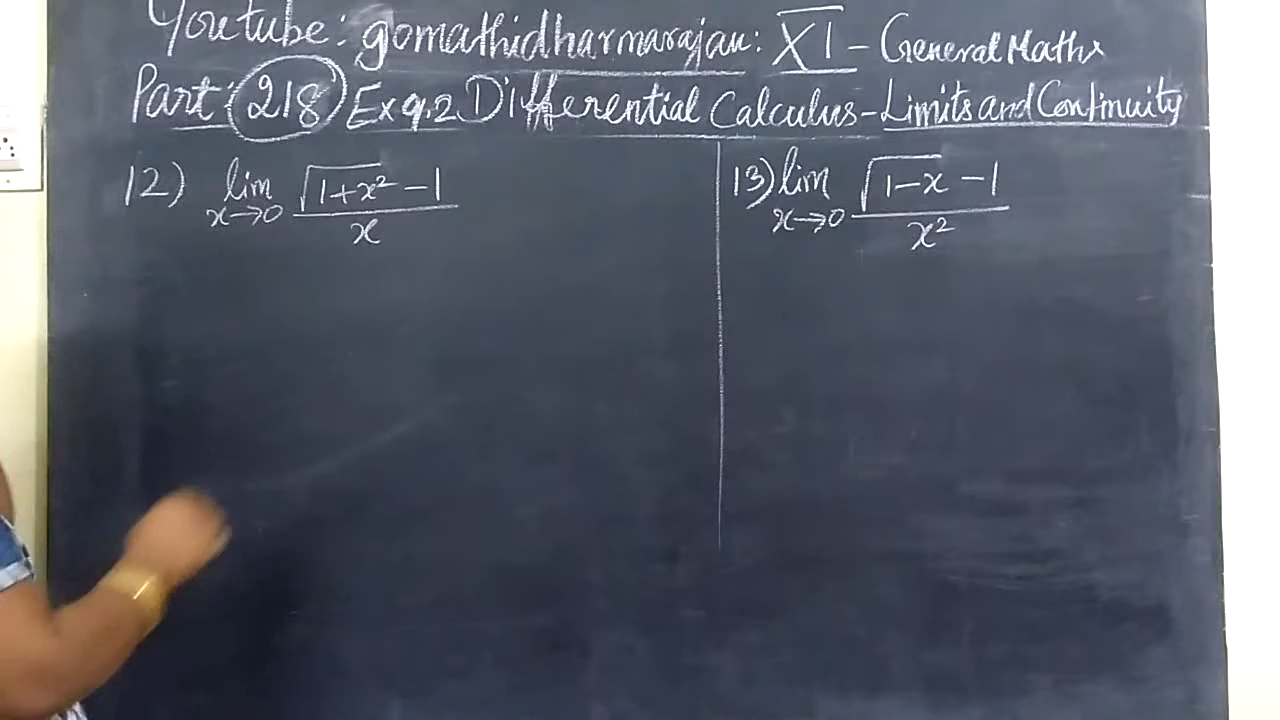 Youtube: gomathidharmarajan: XI - General Maths
Part: 218 Ex 9.2 Differential Calculus - Limits and Continuity
12) lim x→0 √(1+x²) - 1 / x
13) lim x→0 √(1-x) - 1 / x²